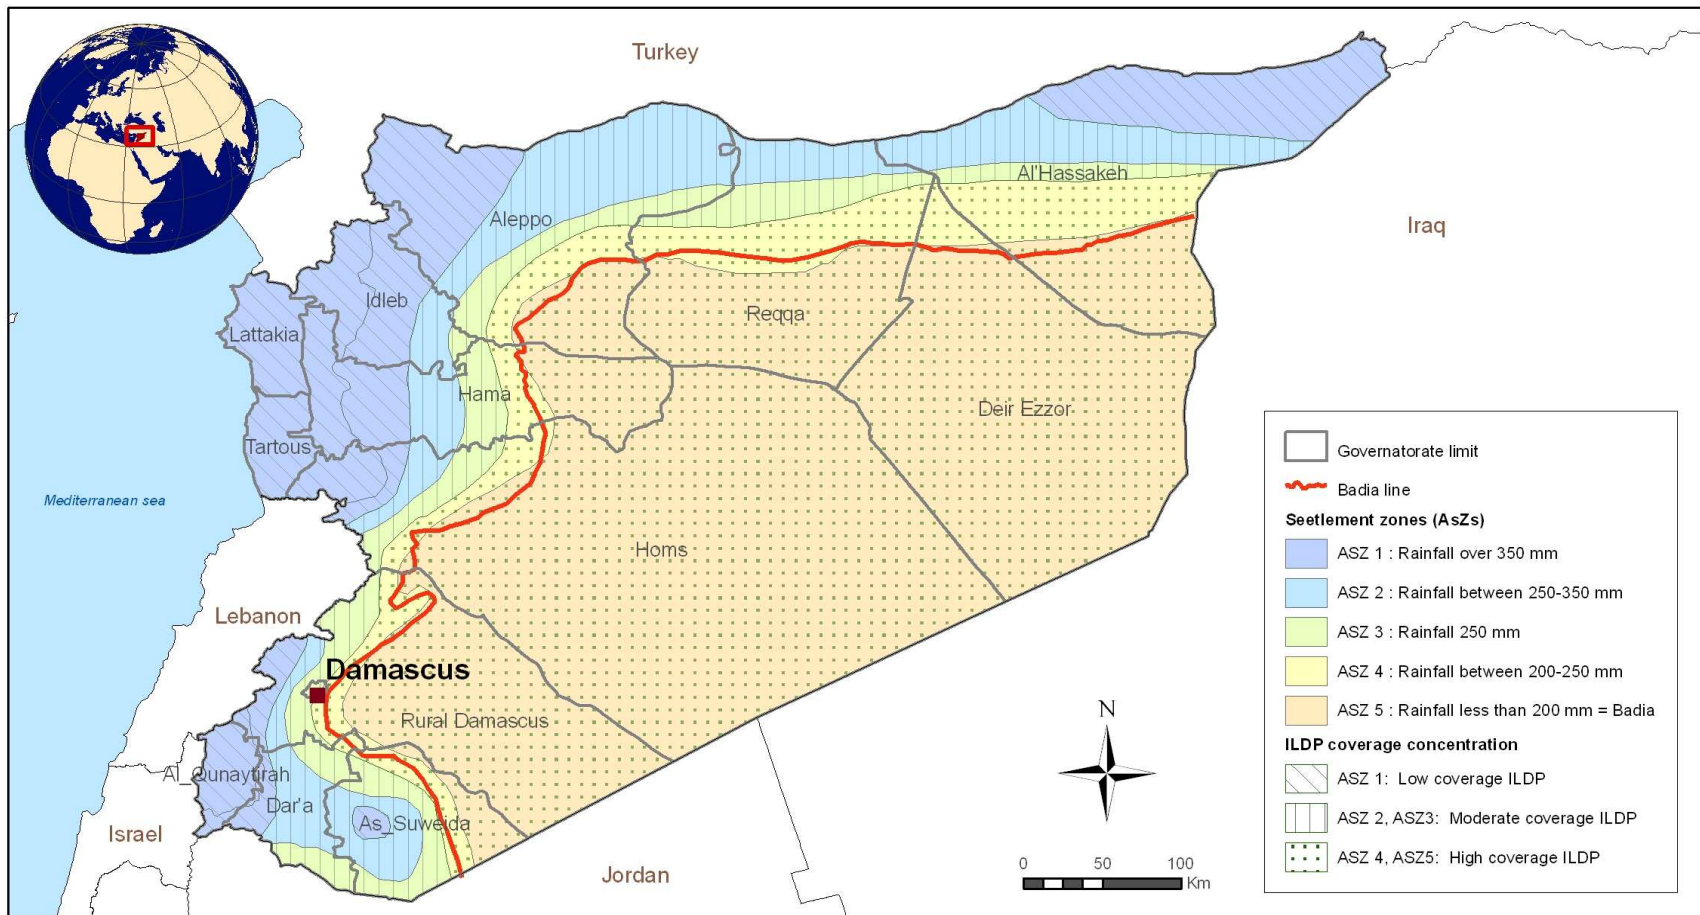 Turkey
Al'Hassakeh
Aleppo
Iraq
Idleb
Reqqa
Lattakia
Hama
Deir Ezzor
Tartous
Mediterranean sea
Homs
Lebanon
Damascus
Rural Damascus
Al_Qunaytirah
Dar'a
As_Suweida
Israel
Jordan
N
0 50 100
Km
Governatorate limit
Badia line
Seetlement zones (AsZs)
ASZ 1 : Rainfall over 350 mm
ASZ 2 : Rainfall between 250-350 mm
ASZ 3 : Rainfall 250 mm
ASZ 4 : Rainfall between 200-250 mm
ASZ 5 : Rainfall less than 200 mm = Badia
ILDP coverage concentration
ASZ 1: Low coverage ILDP
ASZ 2, ASZ3: Moderate coverage ILDP
ASZ 4, ASZ5: High coverage ILDP